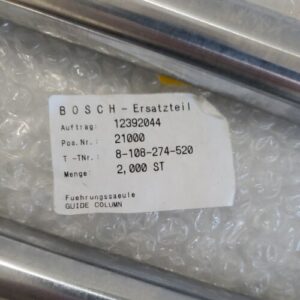 BOSCH - Ersatzteil
Auftrag: 12392044
Pos.Nr.: 21000
T -TNr.: 8-108-274-520
Menge: 2,000 ST
Fuehrungssaeule
GUIDE COLUMN